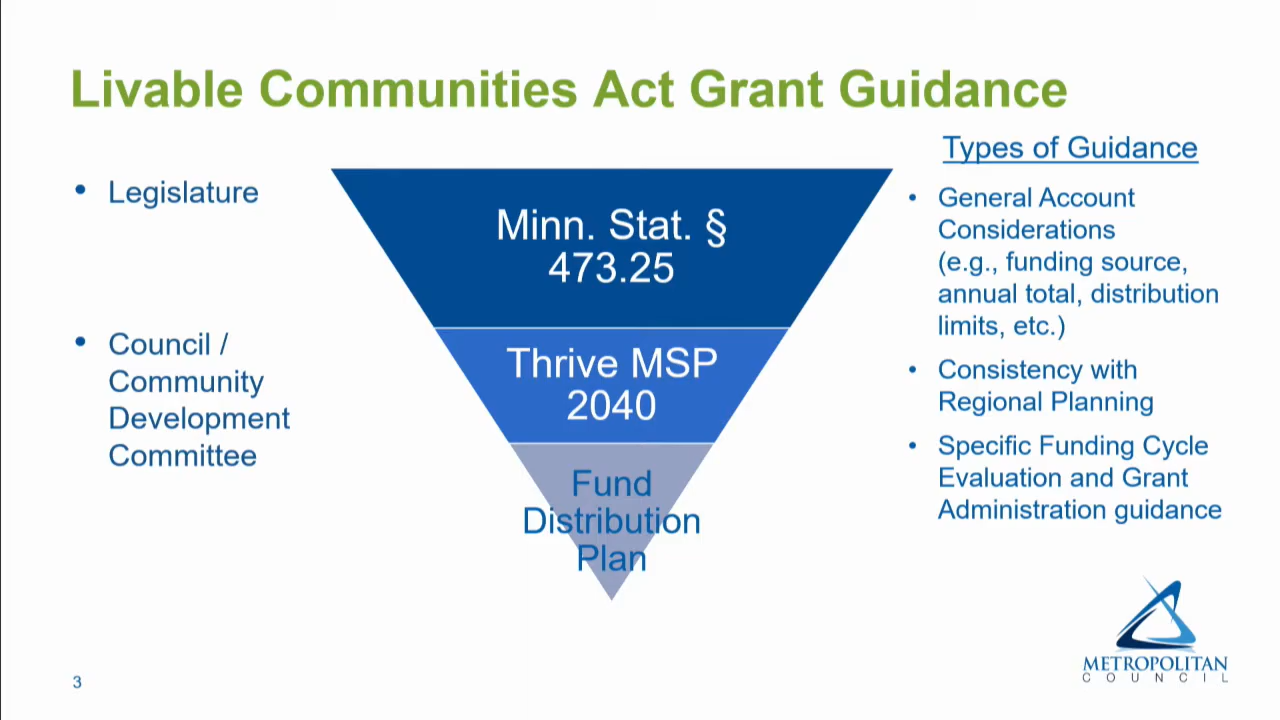 Livable Communities Act Grant Guidance
• Legislature
• Council /
Community
Development
Committee
Minn. Stat. §
473.25
Thrive MSP
2040
Fund
Distribution
Plan
Types of Guidance
• General Account
Considerations
(e.g., funding source,
annual total, distribution
limits, etc.)
• Consistency with
Regional Planning
• Specific Funding Cycle
Evaluation and Grant
Administration guidance
METROPOLITAN
COUNCIL
3